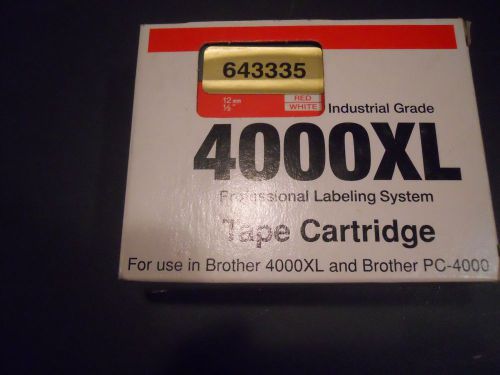 643335
12 mm
½"
RED
WHITE
Industrial Grade
4000XL
Professional Labeling System
Tape Cartridge
For use in Brother 4000XL and Brother PC-4000